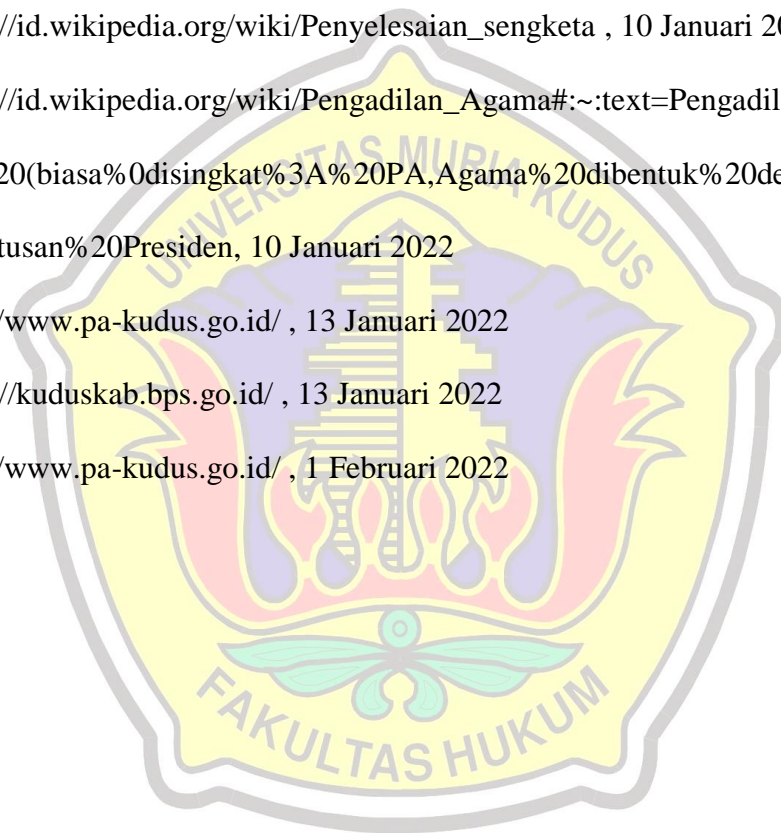 //id.wikipedia.org/wiki/Penyelesaian_sengketa , 10 Januari 20
//id.wikipedia.org/wiki/Pengadilan_Agama#:~:text=Pengadil
20(biasa%0disingkat%3A%20PA,Agama%20dibentuk%20de
tusan%20Presiden, 10 Januari 2022
/www.pa-kudus.go.id/ , 13 Januari 2022
//kuduskab.bps.go.id/ , 13 Januari 2022
/www.pa-kudus.go.id/ , 1 Februari 2022
UNIVERSITAS MURIA KUDUS
FAKULTAS HUKUM